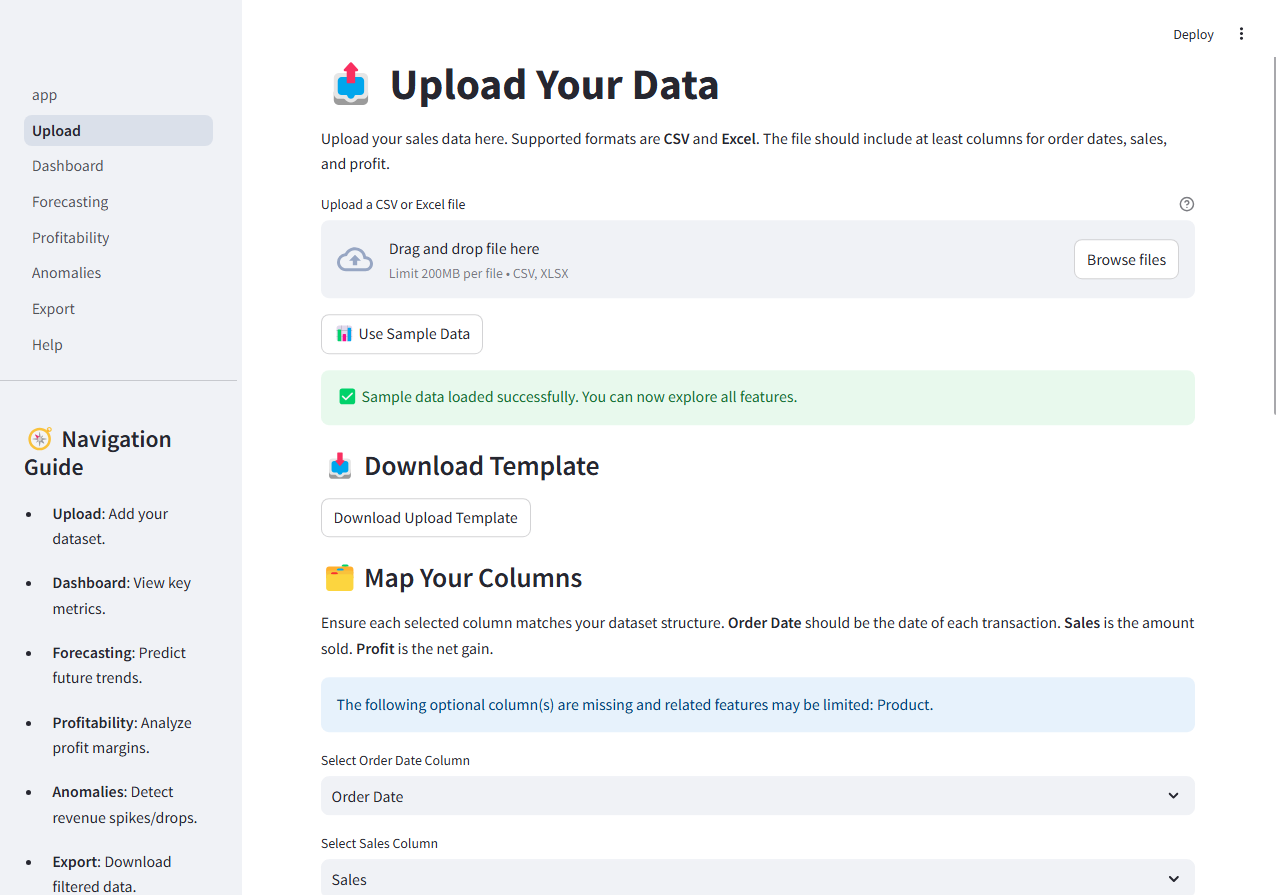 Deploy
app
Upload
Dashboard
Forecasting
Profitability
Anomalies
Export
Help
Navigation
Guide
• Upload: Add your
dataset.
• Dashboard: View key
metrics.
• Forecasting: Predict
future trends.
• Profitability: Analyze
profit margins.
• Anomalies: Detect
revenue spikes/drops.
• Export: Download
filtered data.
Upload Your Data
Upload your sales data here. Supported formats are CSV and Excel. The file should include at least columns for order dates, sales,
and profit.
Upload a CSV or Excel file
Drag and drop file here
Limit 200MB per file • CSV, XLSX
Browse files
Use Sample Data
Sample data loaded successfully. You can now explore all features.
Download Template
Download Upload Template
Map Your Columns
Ensure each selected column matches your dataset structure. Order Date should be the date of each transaction. Sales is the amount
sold. Profit is the net gain.
The following optional column(s) are missing and related features may be limited: Product.
Select Order Date Column
Order Date
Select Sales Column
Sales